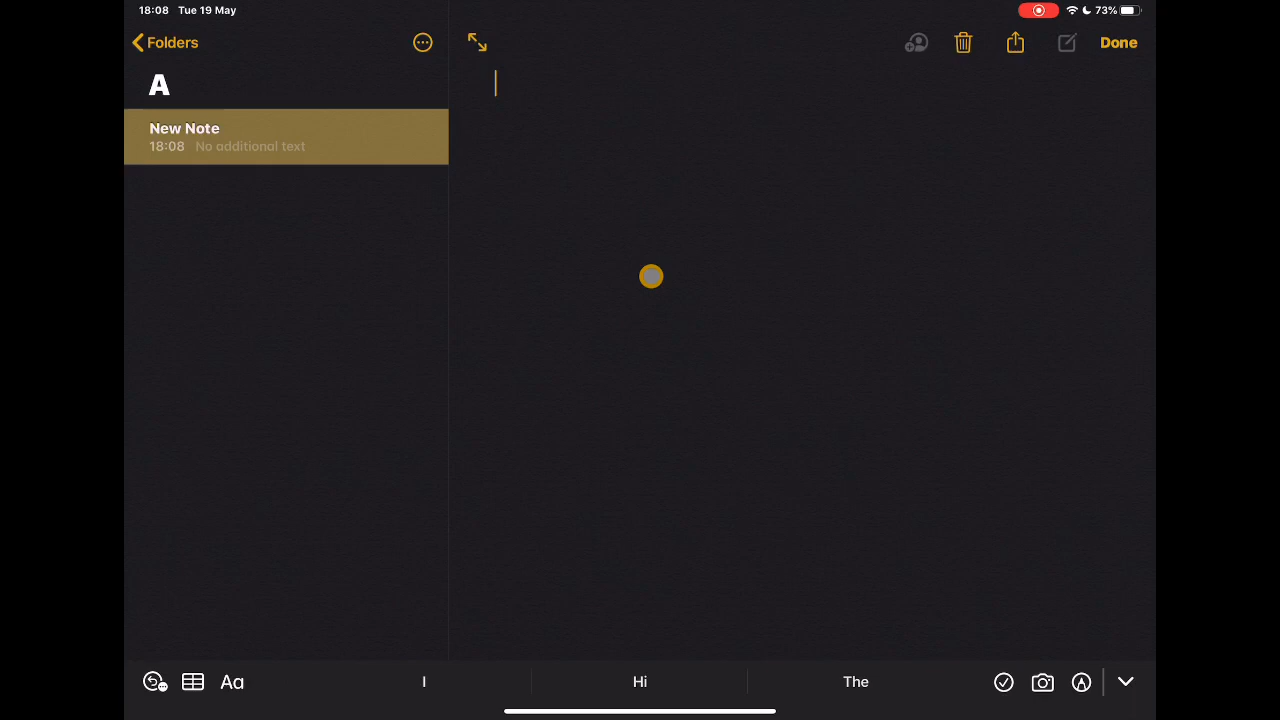 18:08 Tue 19 May 73%
Folders Done
A
New Note
18:08 No additional text
Aa I Hi The